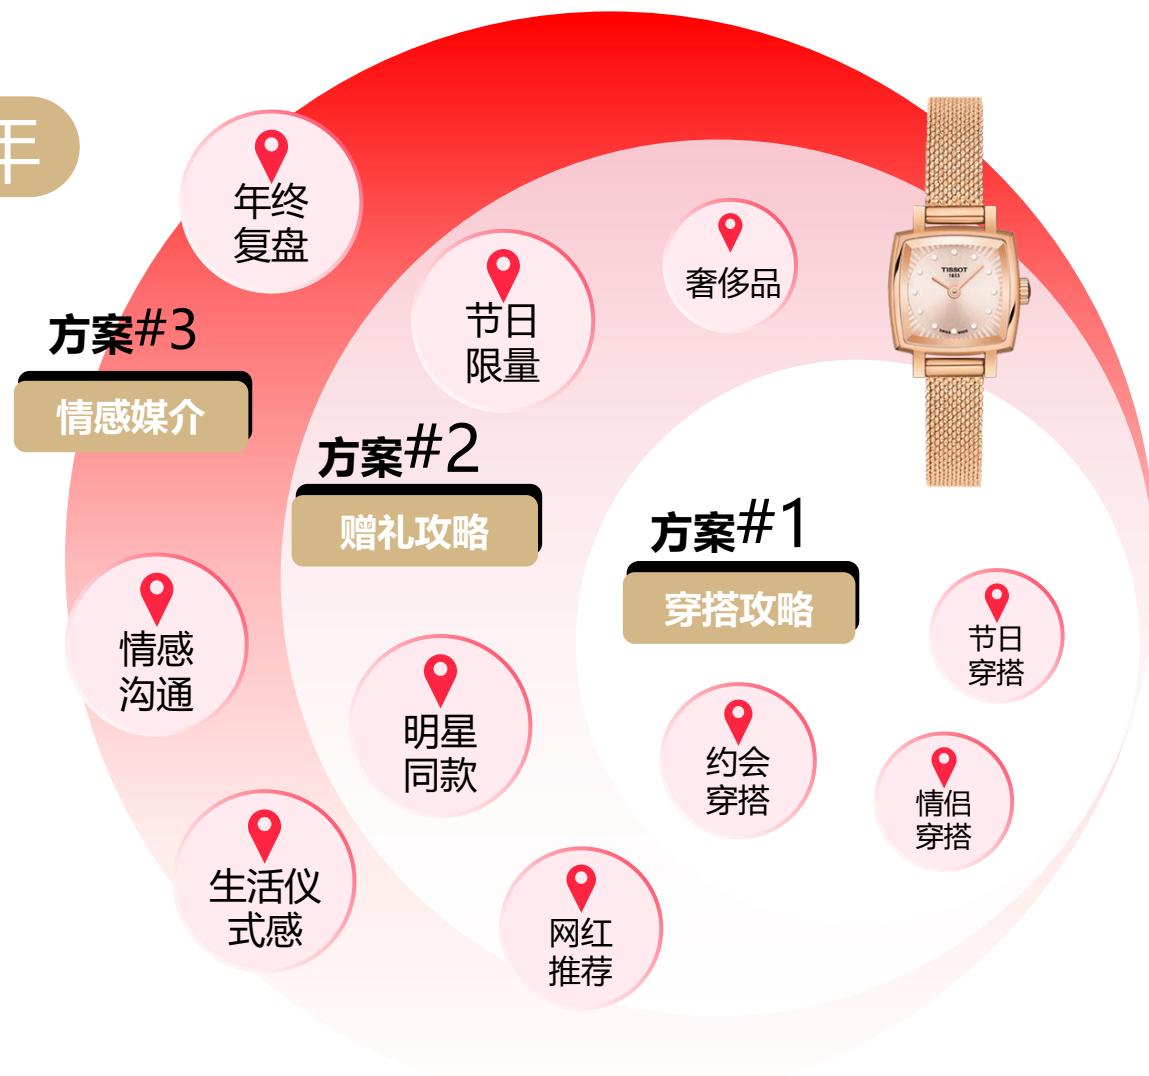 年
年终
复盘
节日
限量
奢侈品
TISSOT
1853
方案#3
情感媒介
方案#2
赠礼攻略
方案#1
穿搭攻略
情感
沟通
明星
同款
约会
穿搭
节日
穿搭
情侣
穿搭
生活仪
式感
网红
推荐